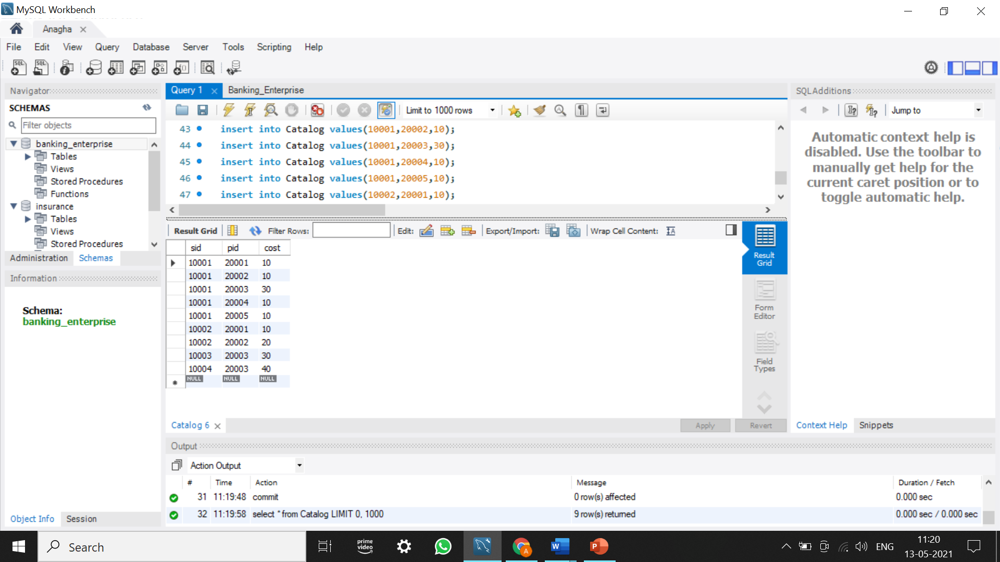 MySQL Workbench
Anagha
File Edit View Query Database Server Tools Scripting Help
Navigator
SCHEMAS
Filter objects
banking_enterprise
Tables
Views
Stored Procedures
Functions
insurance
Tables
Views
Stored Procedures
Administration Schemas
Information
Schema:
banking_enterprise
Object Info Session
Query 1 Banking_Enterprise
Limit to 1000 rows
43 insert into Catalog values(10001,20002,10);
44 insert into Catalog values(10001,20003,30);
45 insert into Catalog values(10001,20004,10);
46 insert into Catalog values(10001,20005,10);
47 insert into Catalog values(10002,20001,10);
Result Grid Filter Rows: Edit: Export/Import: Wrap Cell Content:
sid pid cost
10001 20001 10
10001 20002 10
10001 20003 30
10001 20004 10
10001 20005 10
10002 20001 10
10002 20002 20
10003 20003 30
10004 20003 40
NULL NULL NULL
Result
Grid
Form
Editor
Field
Types
Catalog 6
Apply Revert
SQLAdditions
Jump to
Automatic context help is
disabled. Use the toolbar to
manually get help for the
current caret position or to
toggle automatic help.
Context Help Snippets
Output
Action Output
# Time Action Message Duration / Fetch
31 11:19:48 commit 0 row(s) affected 0.000 sec
32 11:19:58 select * from Catalog LIMIT 0, 1000 9 row(s) returned 0.000 sec / 0.000 sec
Search
prime
video
A
W
P
ENG
11:20
13-05-2021